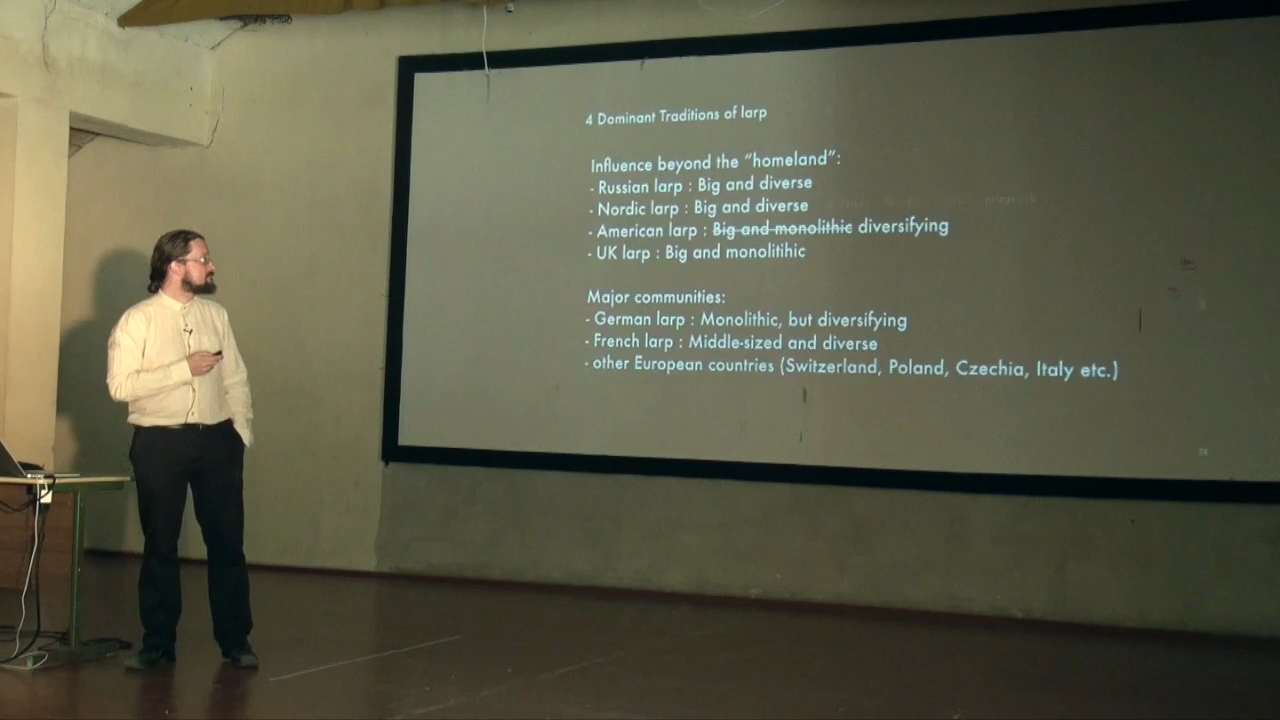 4 Dominant Traditions of larp
Influence beyond the “homeland”:
- Russian larp : Big and diverse
- Nordic larp : Big and diverse
- American larp : Big and monolithic diversifying
- UK larp : Big and monolitihic
Major communities:
- German larp : Monolithic, but diversifying
- French larp : Middle-sized and diverse
- other European countries (Switzerland, Poland, Czechia, Italy etc.)